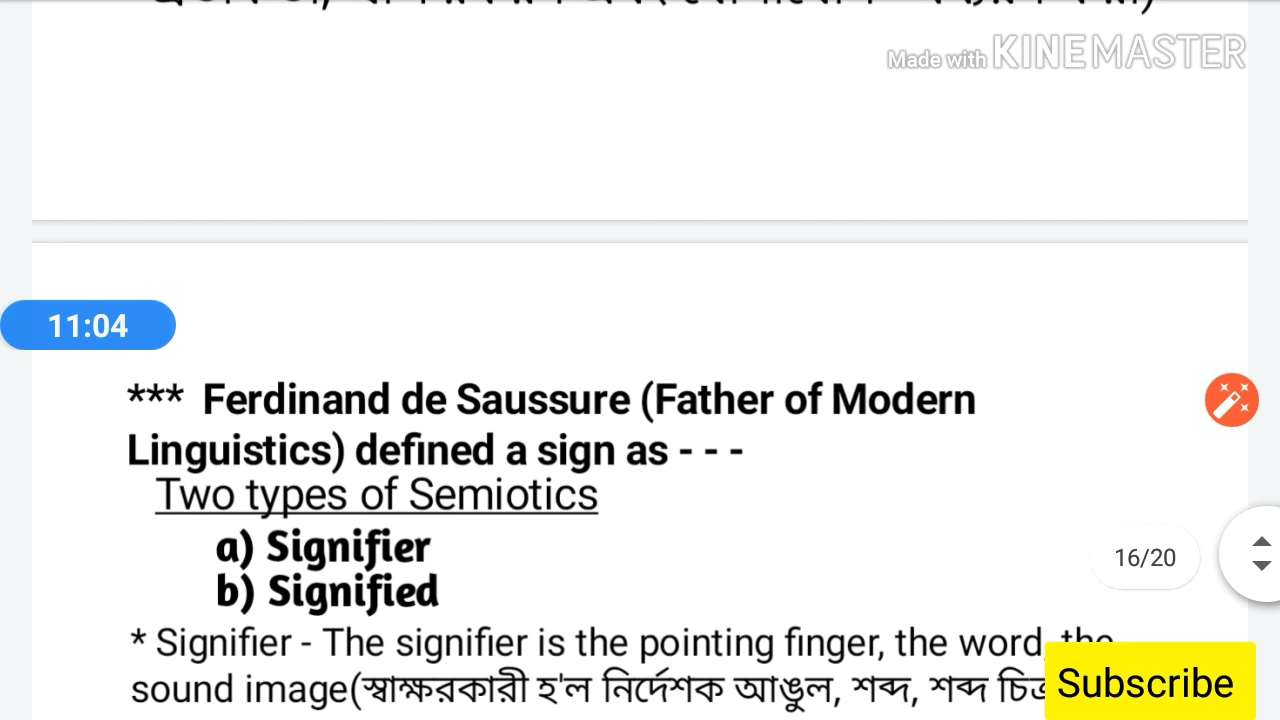 Made with KINEMASTER
11:04
*** Ferdinand de Saussure (Father of Modern
Linguistics) defined a sign as - - -
Two types of Semiotics
a) Signifier
b) Signified
16/20
* Signifier - The signifier is the pointing finger, the word, the
sound image(স্বাক্ষরকারী হ'ল নির্দেশক আঙুল, শব্দ, শব্দ
Subscribe